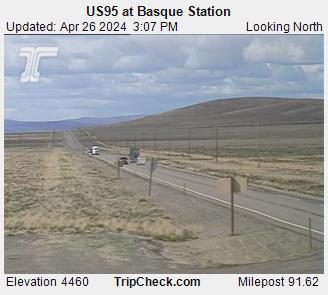 US95 at Basque Station
Updated: Apr 26 2024 3:07 PM Looking North
Elevation 4460 TripCheck.com Milepost 91.62